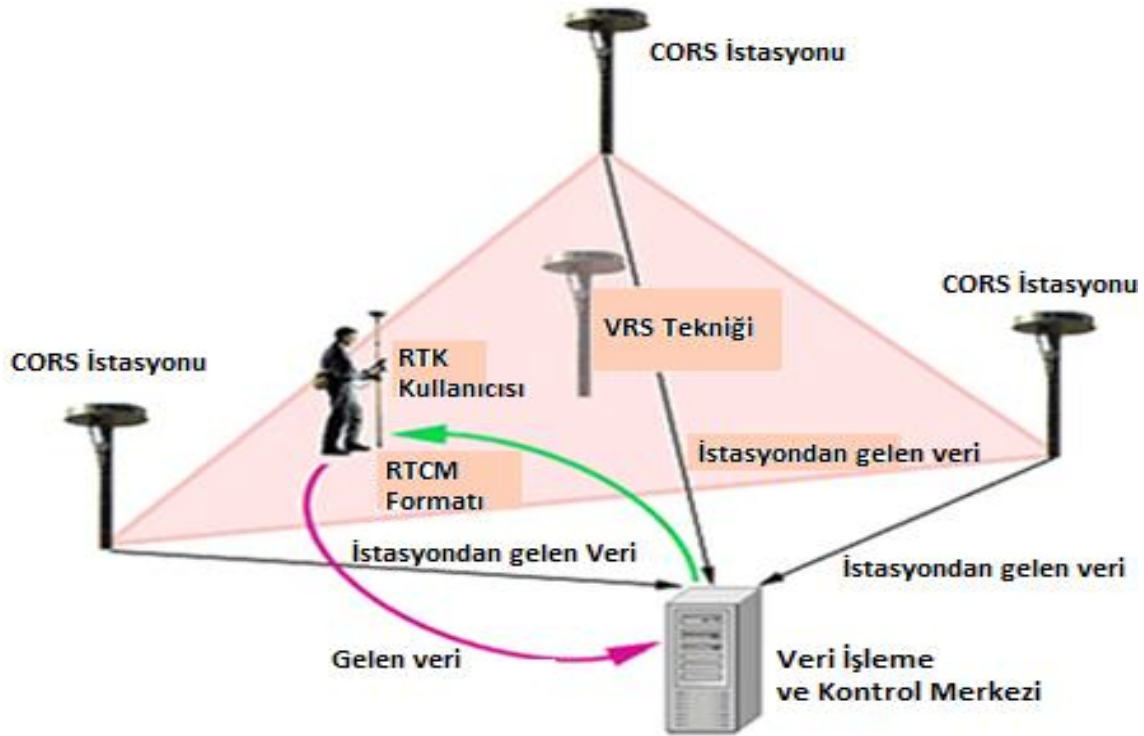 CORS İstasyonu
CORS İstasyonu
VRS Tekniği
CORS İstasyonu
RTK
Kullanıcısı
İstasyondan gelen veri
RTCM
Formatı
İstasyondan gelen Veri
İstasyondan gelen veri
Gelen veri
Veri İşleme
ve Kontrol Merkezi